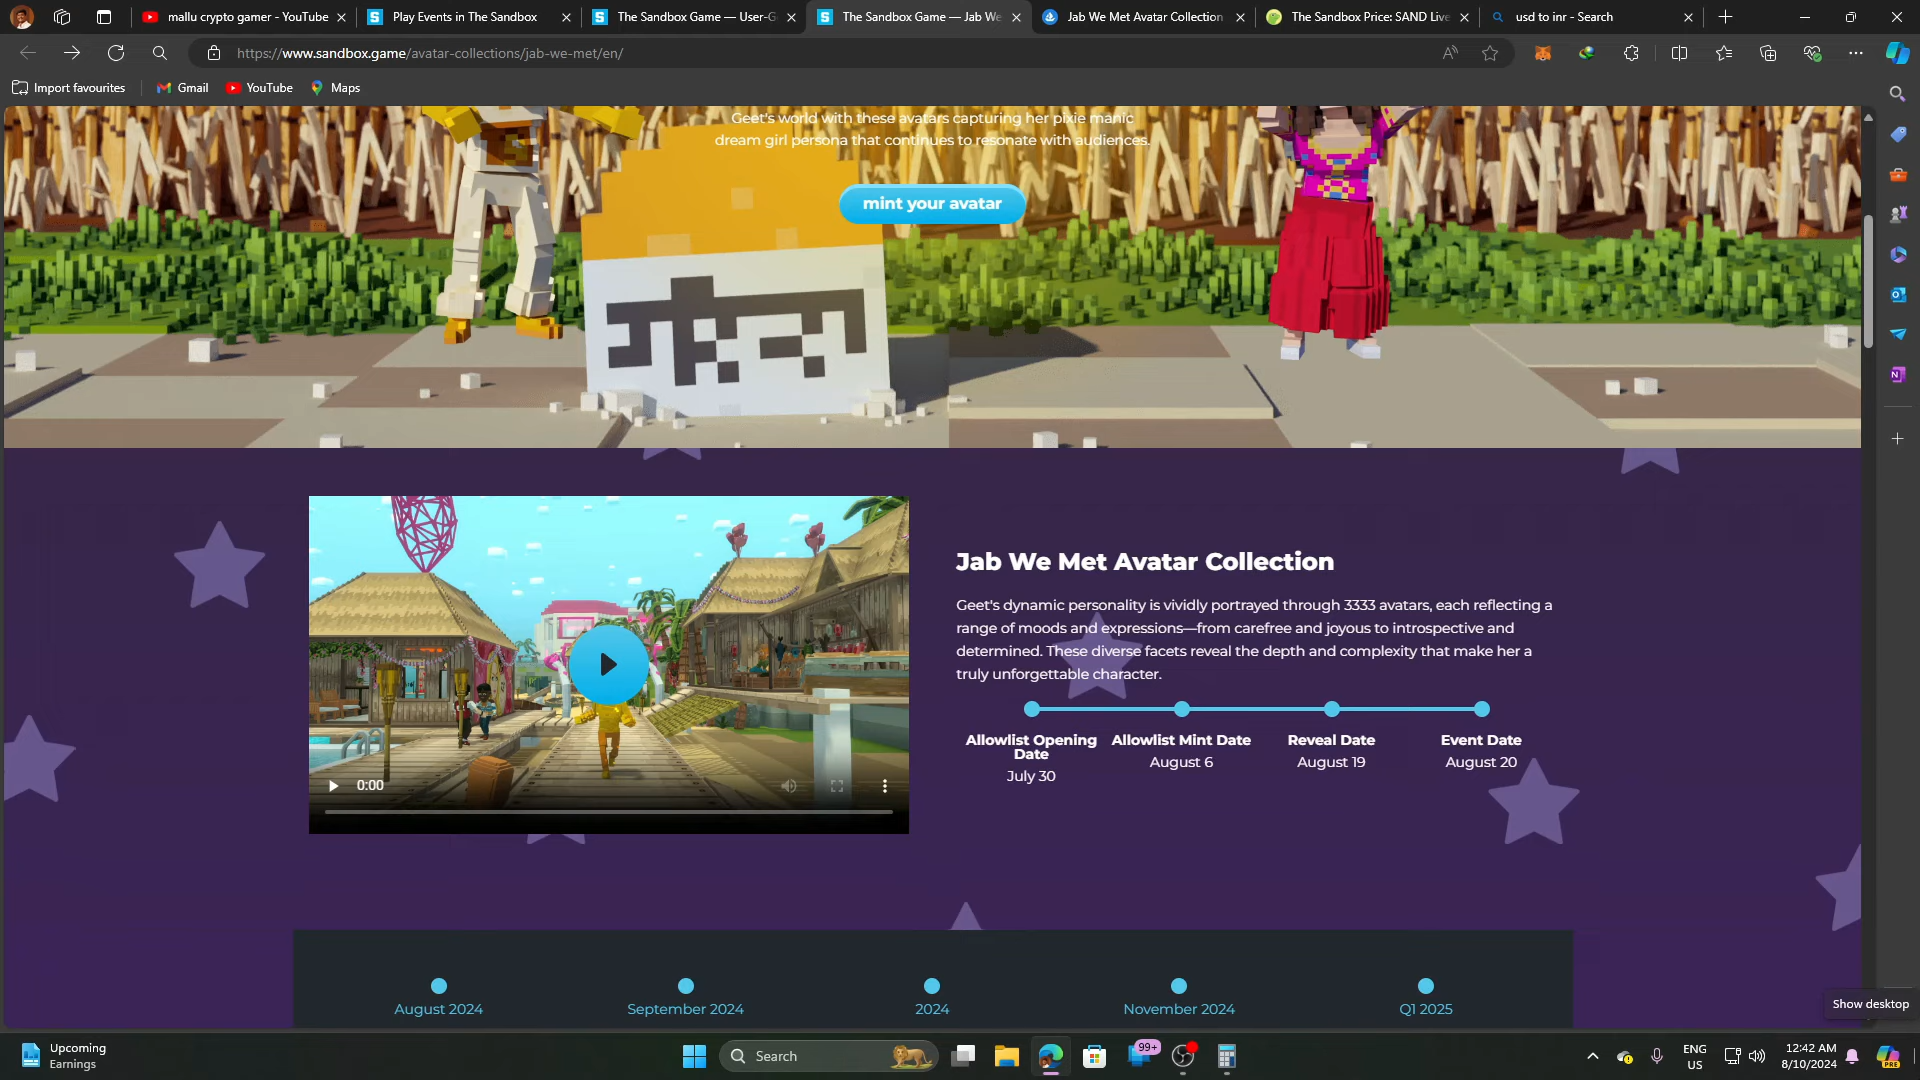 mallu crypto gamer - YouTube
Play Events in The Sandbox
The Sandbox Game — User-G
The Sandbox Game — Jab We
Jab We Met Avatar Collection
The Sandbox Price: SAND Live
usd to inr - Search
https://www.sandbox.game/avatar-collections/jab-we-met/en/
Import favourites
Gmail
YouTube
Maps
Geet's world with these avatars capturing her pixie manic
dream girl persona that continues to resonate with audiences.
mint your avatar
Jab We Met Avatar Collection
Geet's dynamic personality is vividly portrayed through 3333 avatars, each reflecting a
range of moods and expressions—from carefree and joyous to introspective and
determined. These diverse facets reveal the depth and complexity that make her a
truly unforgettable character.
Allowlist Opening
Date
July 30
Allowlist Mint Date
August 6
Reveal Date
August 19
Event Date
August 20
0:00
August 2024
September 2024
2024
November 2024
Q1 2025
Show desktop
Upcoming
Earnings
Search
99+
ENG
US
12:42 AM
8/10/2024
PRE